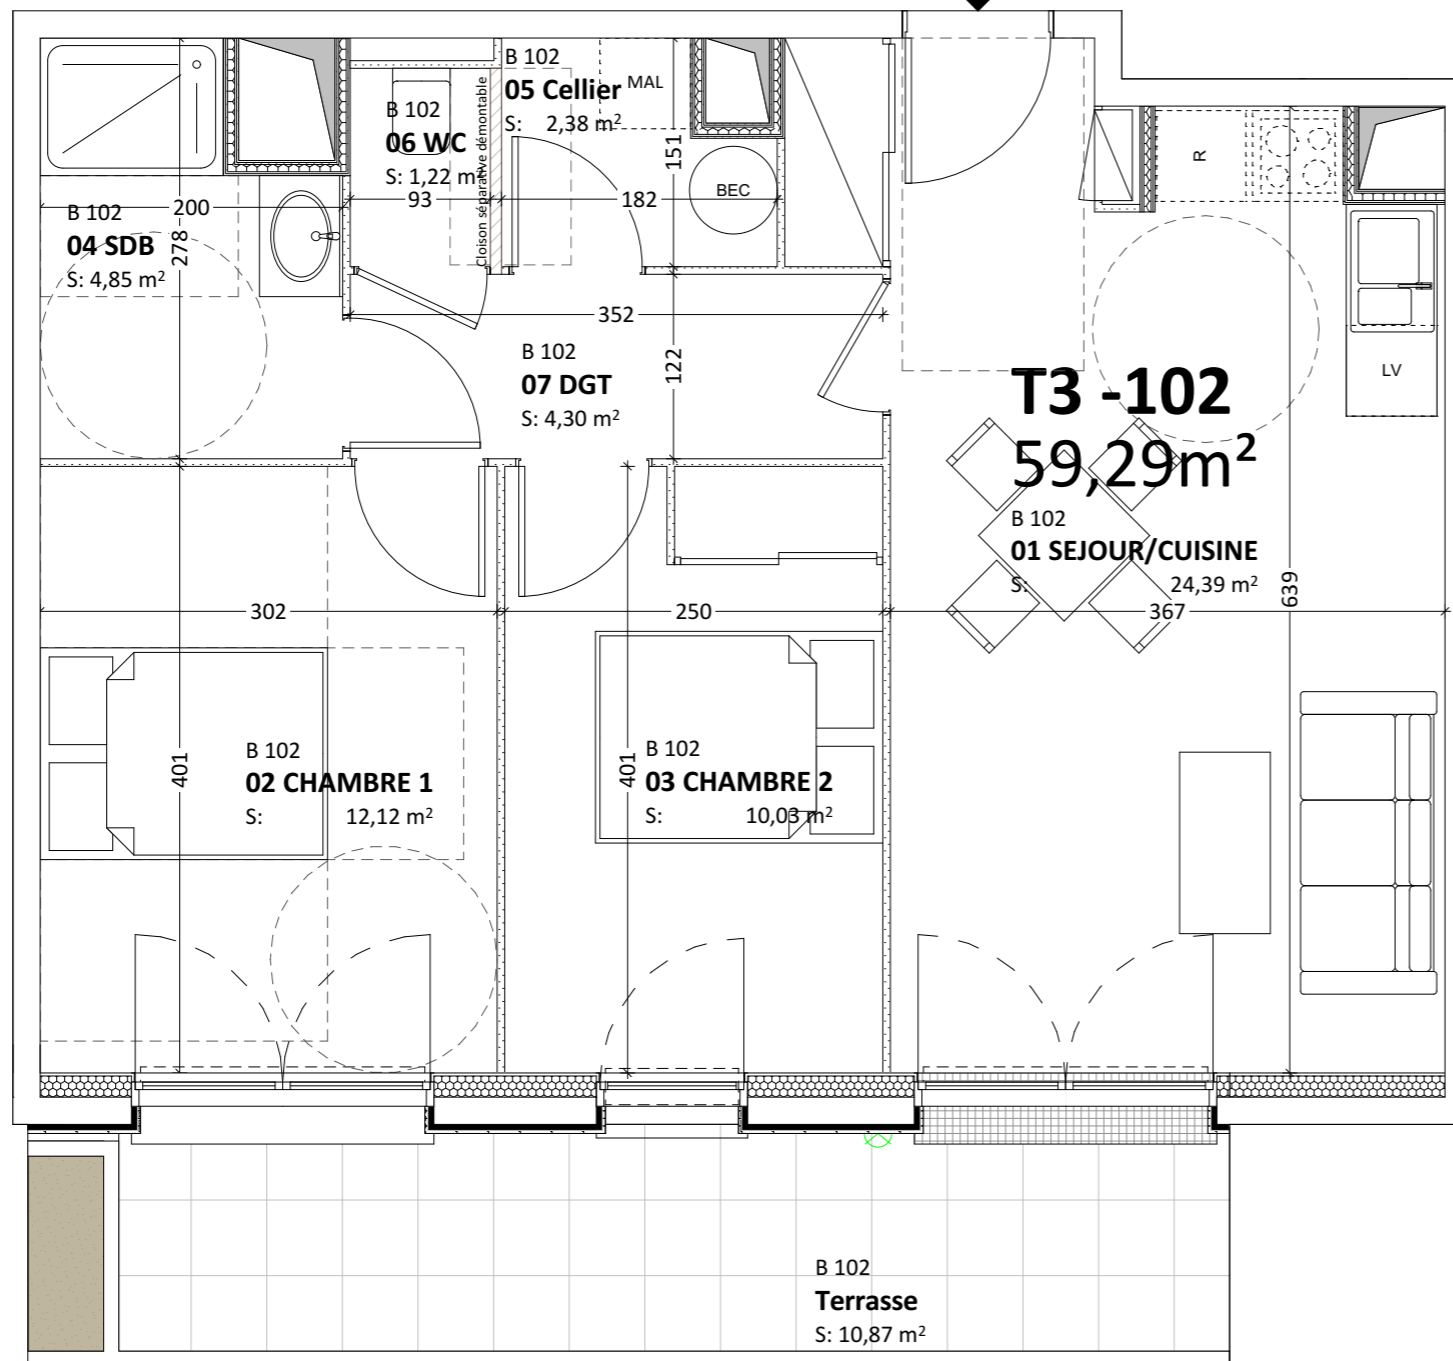 B 102
05 Cellier
S: 2,38 m²
MAL
B 102
06 WC
S: 1,22 m²
Cloison séparative démontable
93
182
151
BEC
B 102
04 SDB
S: 4,85 m²
200
278
352
122
B 102
07 DGT
S: 4,30 m²
R
LV
T3 -102
59,29m²
B 102
01 SEJOUR/CUISINE
S: 24,39 m²
639
302
250
367
401
B 102
02 CHAMBRE 1
S: 12,12 m²
401
B 102
03 CHAMBRE 2
S: 10,03 m²
B 102
Terrasse
S: 10,87 m²